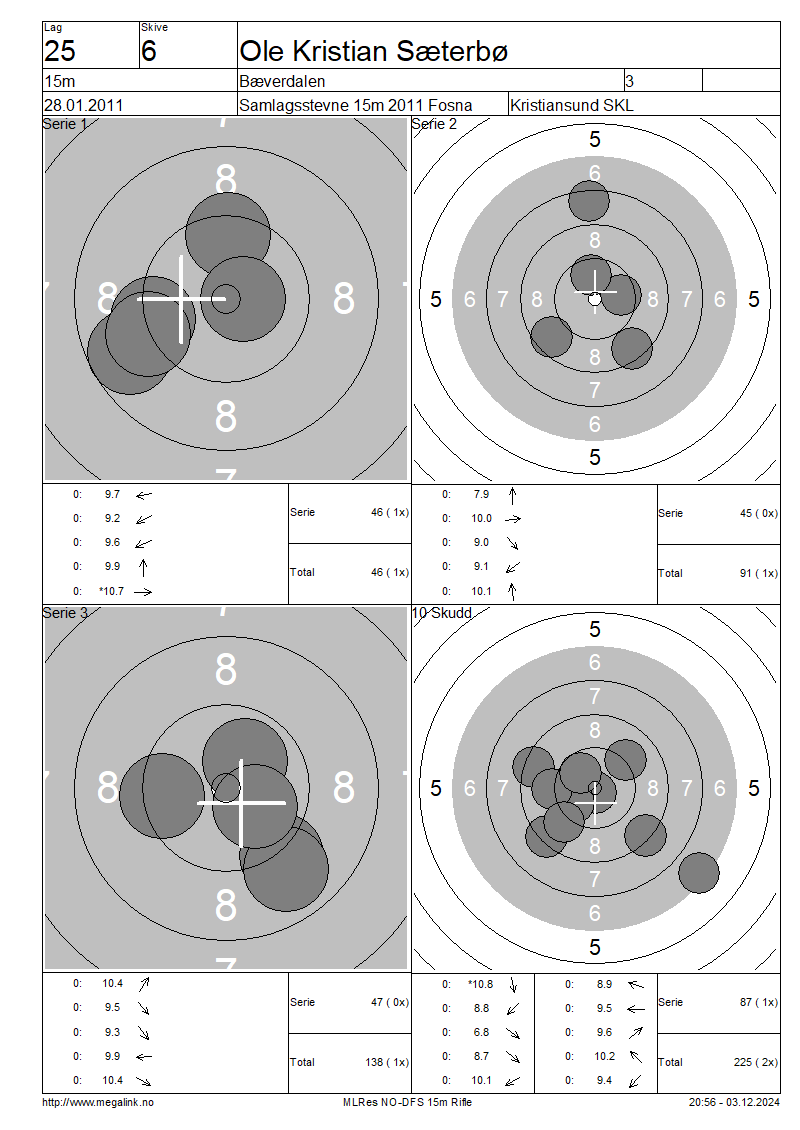 Lag Skive
25 6 Ole Kristian Sæterbø
15m Bæverdalen 3
28.01.2011 Samlagsstevne 15m 2011 Fosna Kristiansund SKL
Serie 1
7
8
7 8 8 7
8
7
Serie 2
5
6
8
5 6 7 8 8 7 6 5
8
7
6
5
0: 9.7
0: 9.2
0: 9.6
0: 9.9
0: *10.7
Serie 46 ( 1x)
Total 46 ( 1x)
0: 7.9
0: 10.0
0: 9.0
0: 9.1
0: 10.1
Serie 45 ( 0x)
Total 91 ( 1x)
Serie 3
7
8
7 8 8 7
8
7
10 Skudd
5
6
7
8
5 6 7 8 7 6 5
8
7
6
5
0: 10.4
0: 9.5
0: 9.3
0: 9.9
0: 10.4
Serie 47 ( 0x)
Total 138 ( 1x)
0: *10.8
0: 8.8
0: 6.8
0: 8.7
0: 10.1
0: 8.9
0: 9.5
0: 9.6
0: 10.2
0: 9.4
Serie 87 ( 1x)
Total 225 ( 2x)
http://www.megalink.no MLRes NO-DFS 15m Rifle 20:56 - 03.12.2024